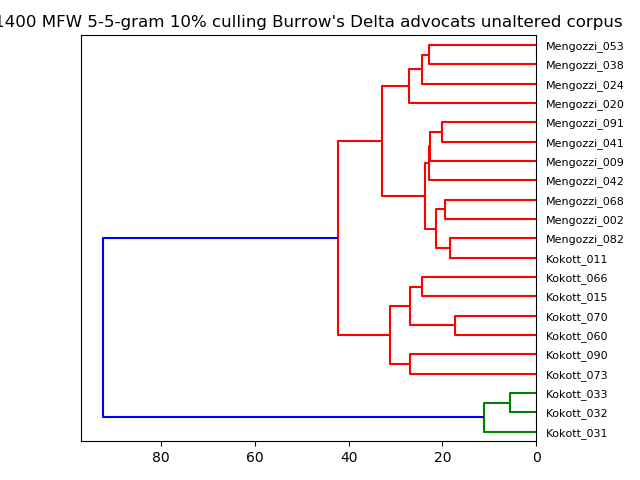 1400 MFW 5-5-gram 10% culling Burrow's Delta advocats unaltered corpus
Mengozzi_053
Mengozzi_038
Mengozzi_024
Mengozzi_020
Mengozzi_091
Mengozzi_041
Mengozzi_009
Mengozzi_042
Mengozzi_068
Mengozzi_002
Mengozzi_082
Kokott_011
Kokott_066
Kokott_015
Kokott_070
Kokott_060
Kokott_090
Kokott_073
Kokott_033
Kokott_032
Kokott_031
80 60 40 20 0